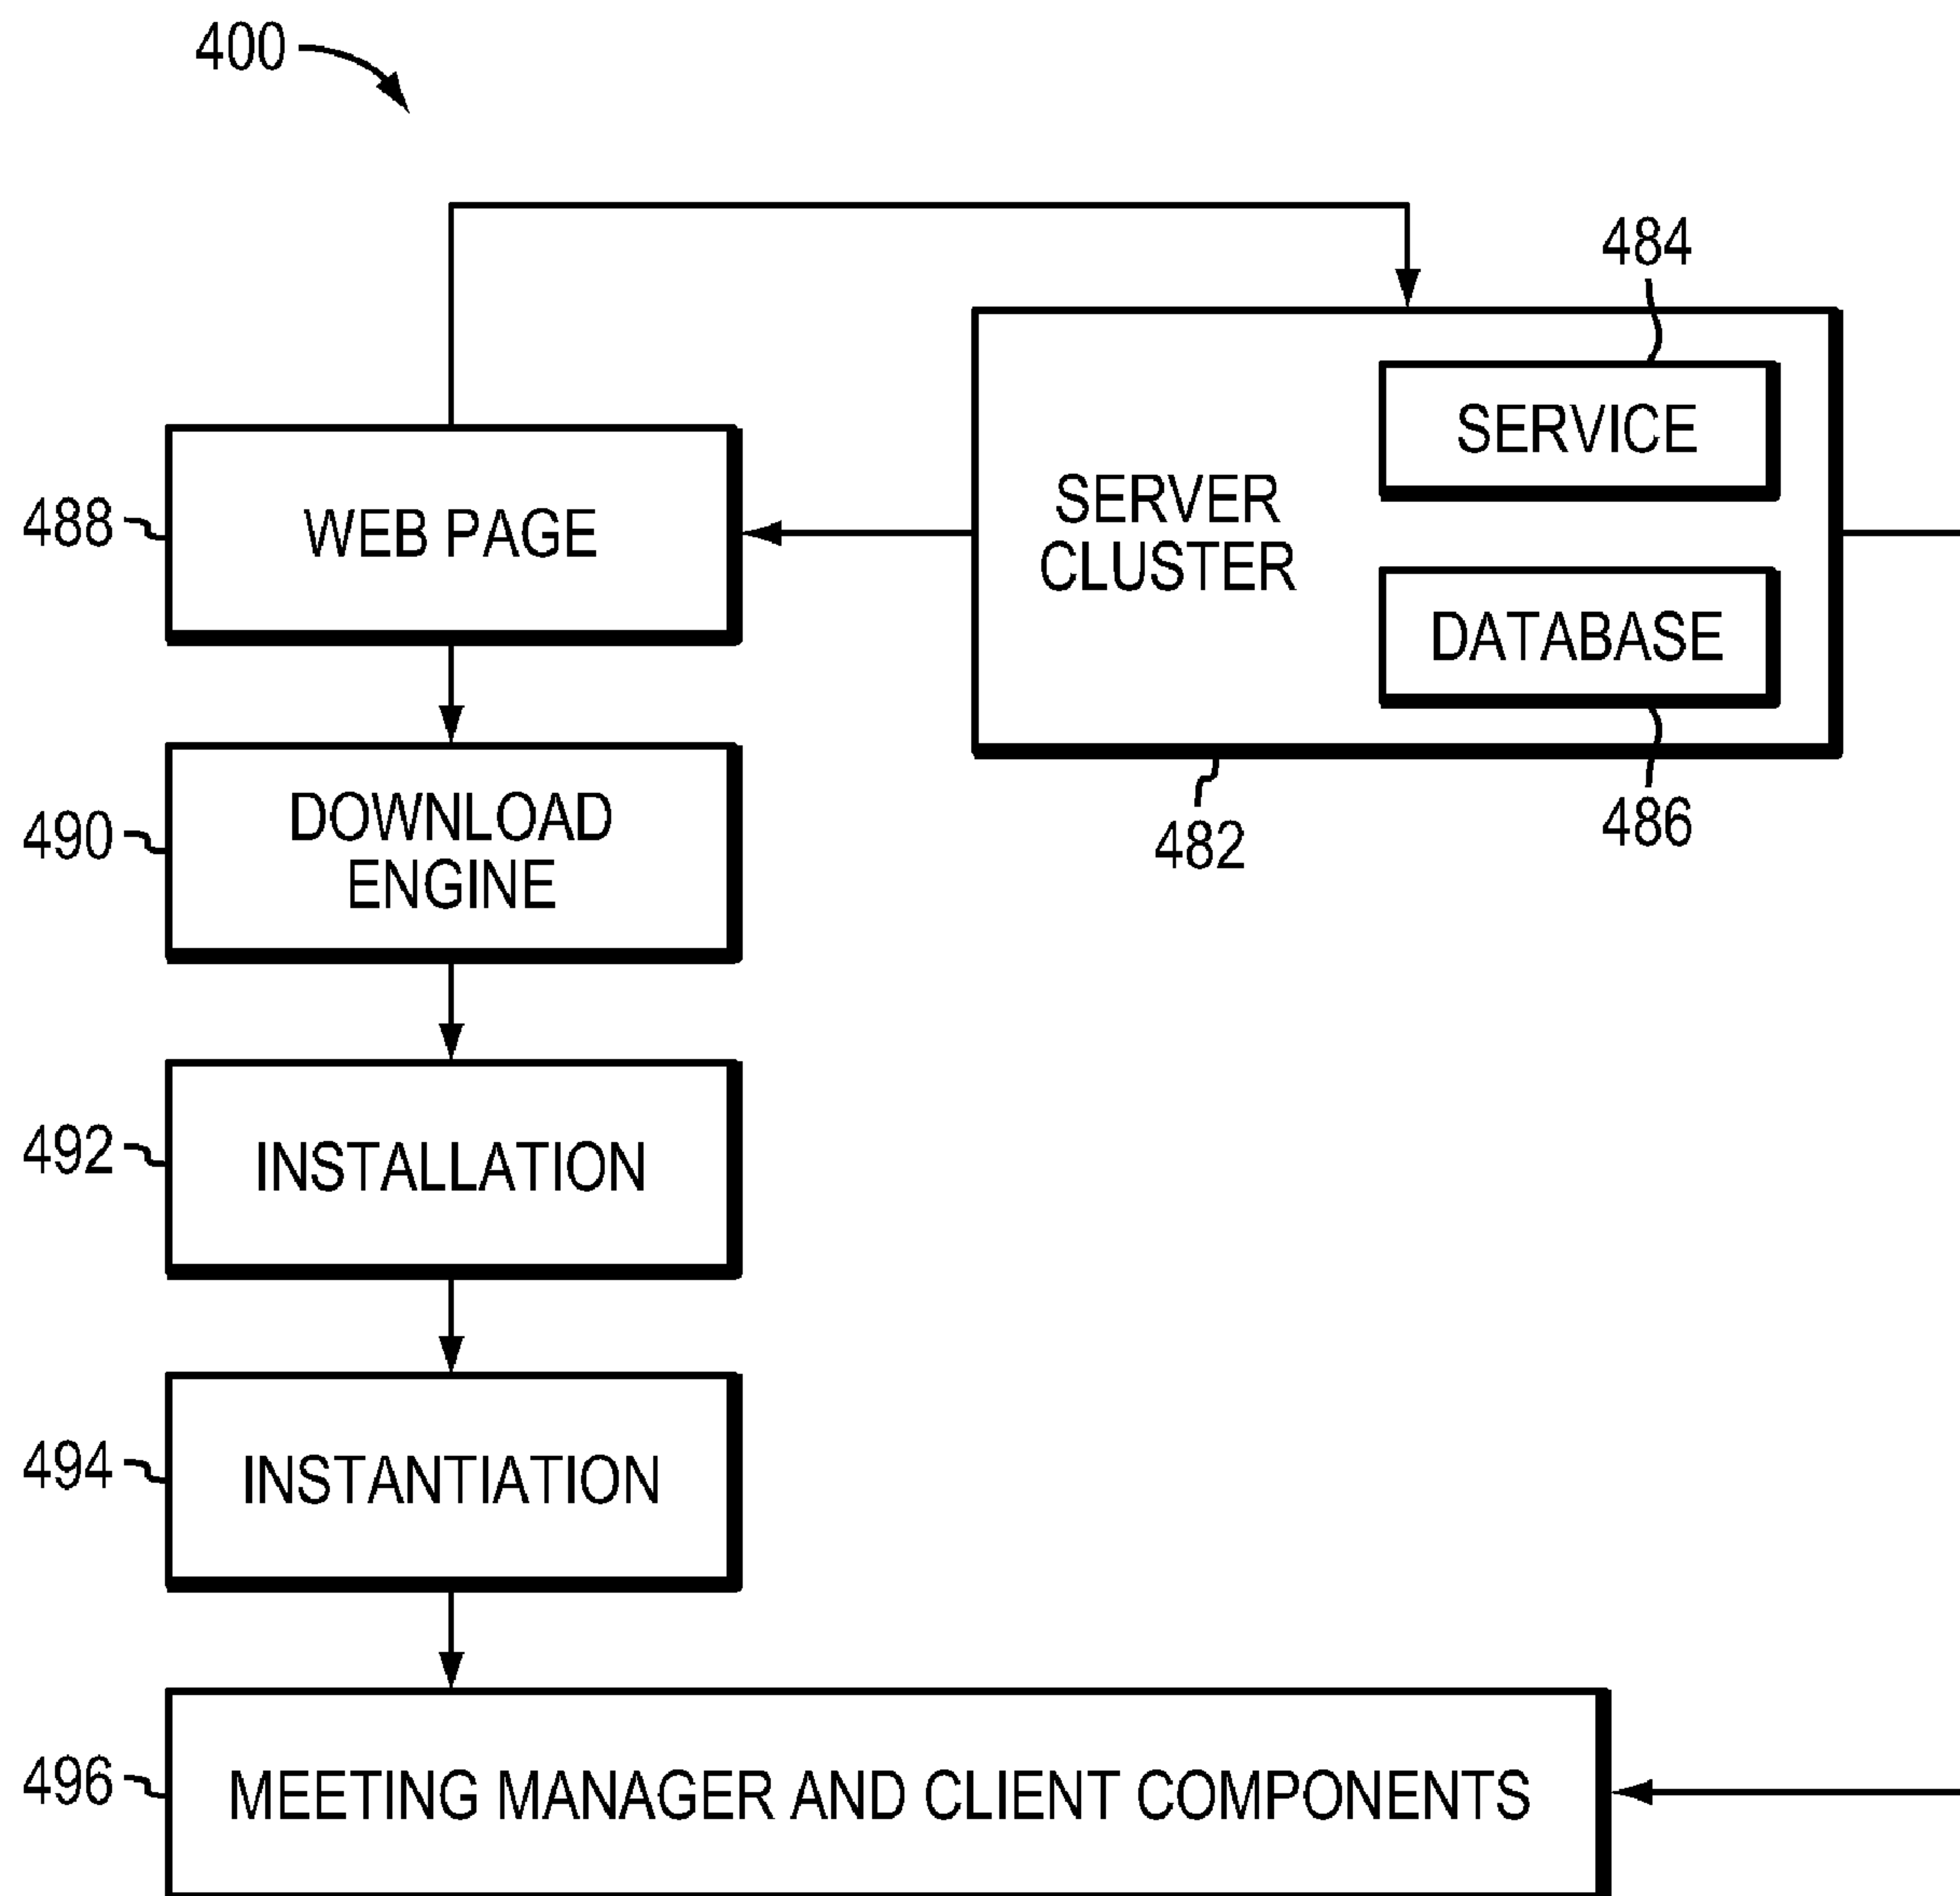 400
484
SERVICE
SERVER
CLUSTER
DATABASE
486
482
488
WEB PAGE
490
DOWNLOAD
ENGINE
492
INSTALLATION
494
INSTANTIATION
496
MEETING MANAGER AND CLIENT COMPONENTS